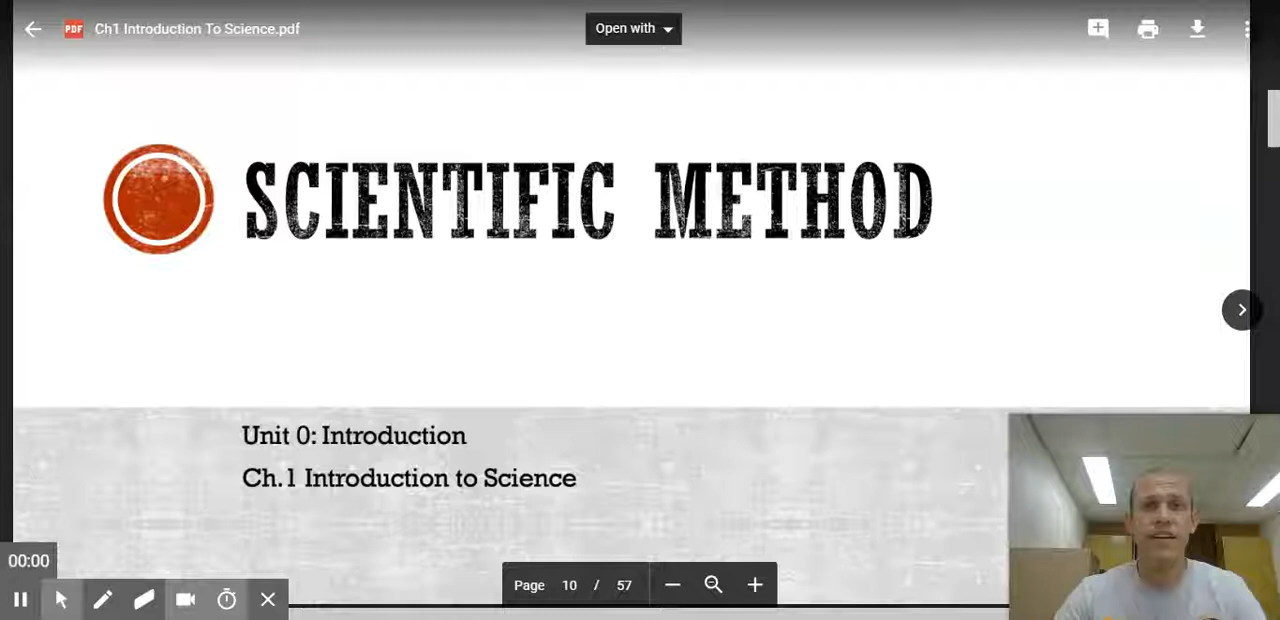 PDF Ch1 Introduction To Science.pdf
Open with
SCIENTIFIC METHOD
Unit 0: Introduction
Ch.1 Introduction to Science
00:00
Page 10 / 57